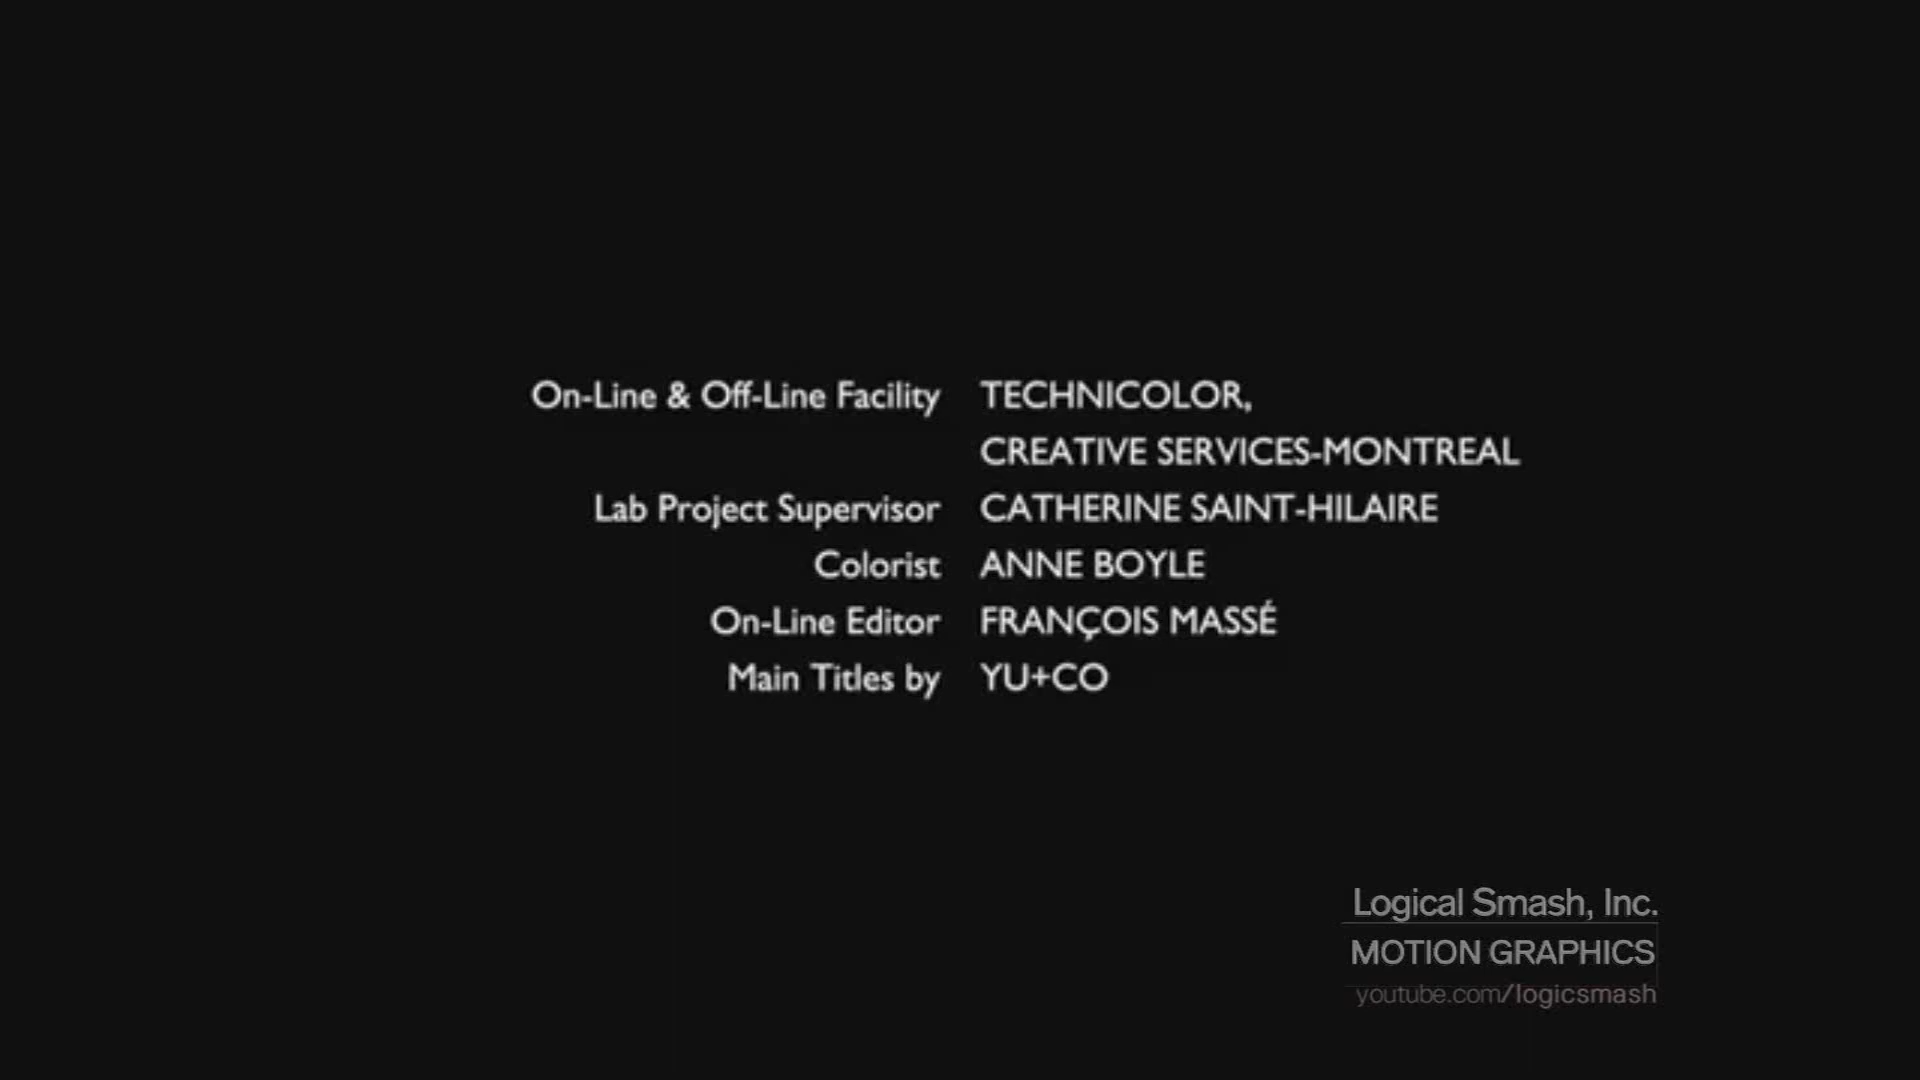 On-Line & Off-Line Facility TECHNICOLOR,
CREATIVE SERVICES-MONTREAL
Lab Project Supervisor CATHERINE SAINT-HILAIRE
Colorist ANNE BOYLE
On-Line Editor FRANÇOIS MASSÉ
Main Titles by YU+CO
Logical Smash, Inc.
MOTION GRAPHICS
youtube.com/logicsmash